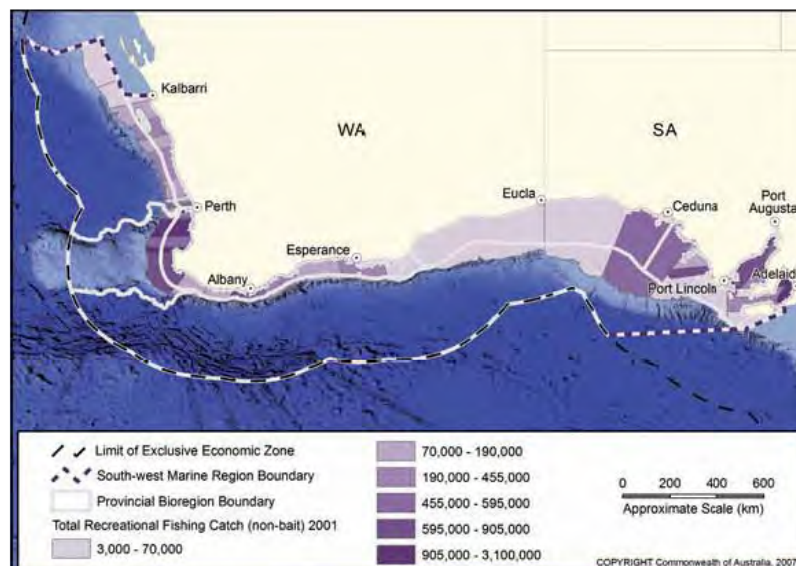 Kalbarri
WA
SA
Perth
Eucla
Ceduna
Port
Augusta
Esperance
Albany
Port Lincoln
Adelaid
Limit of Exclusive Economic Zone
South-west Marine Region Boundary
Provincial Bioregion Boundary
Total Recreational Fishing Catch (non-bait) 2001
3,000 - 70,000
70,000 - 190,000
190,000 - 455,000
455,000 - 595,000
595,000 - 905,000
905,000 - 3,100,000
0 200 400 600
Approximate Scale (km)
COPYRIGHT Commonwealth of Australia, 2007